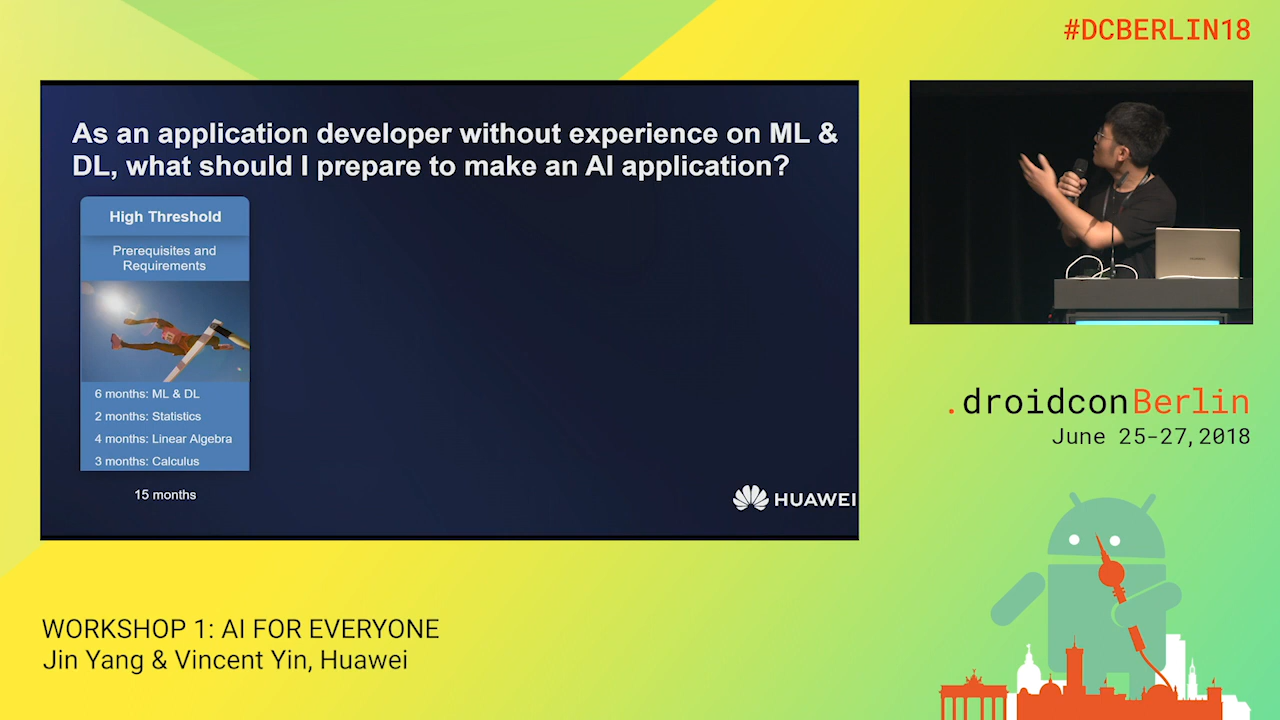 #DCBERLIN18
As an application developer without experience on ML &
DL, what should I prepare to make an AI application?
High Threshold
Prerequisites and
Requirements
6 months: ML & DL
2 months: Statistics
4 months: Linear Algebra
3 months: Calculus
15 months
HUAWEI
.droidconBerlin
June 25-27, 2018
WORKSHOP 1: AI FOR EVERYONE
Jin Yang & Vincent Yin, Huawei